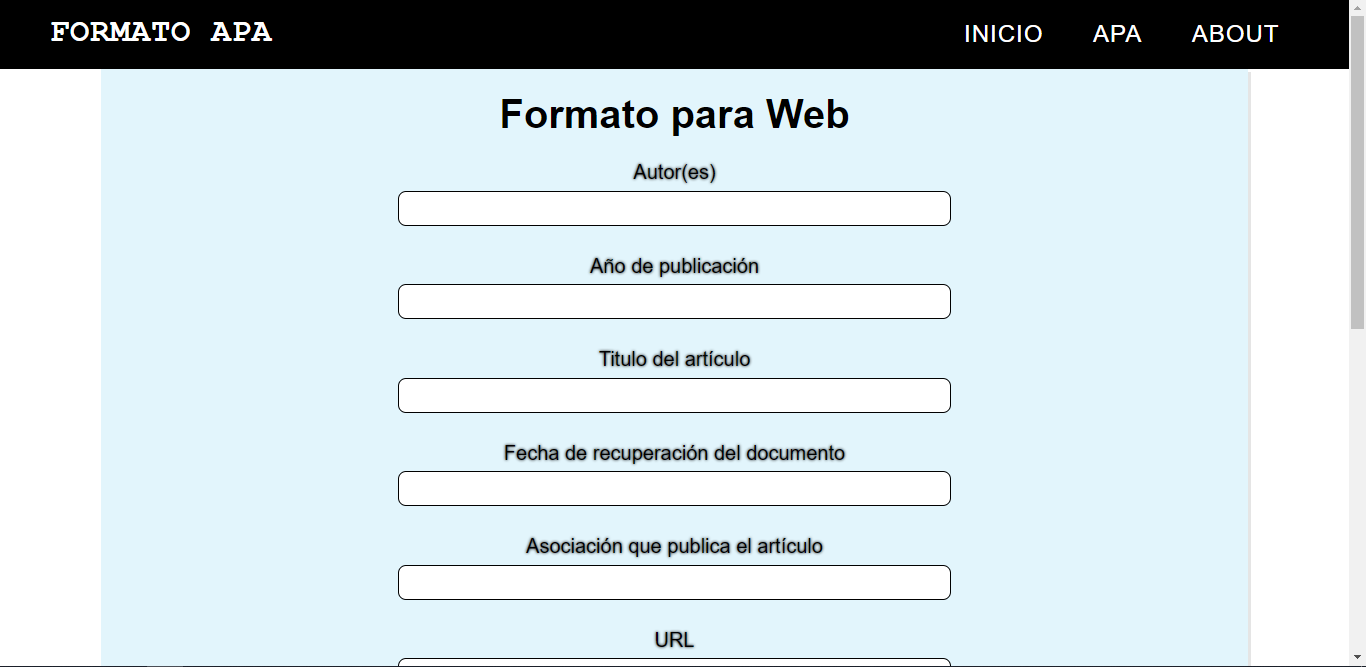 FORMATO APA
INICIO APA ABOUT
Formato para Web
Autor(es)
Año de publicación
Titulo del artículo
Fecha de recuperación del documento
Asociación que publica el artículo
URL